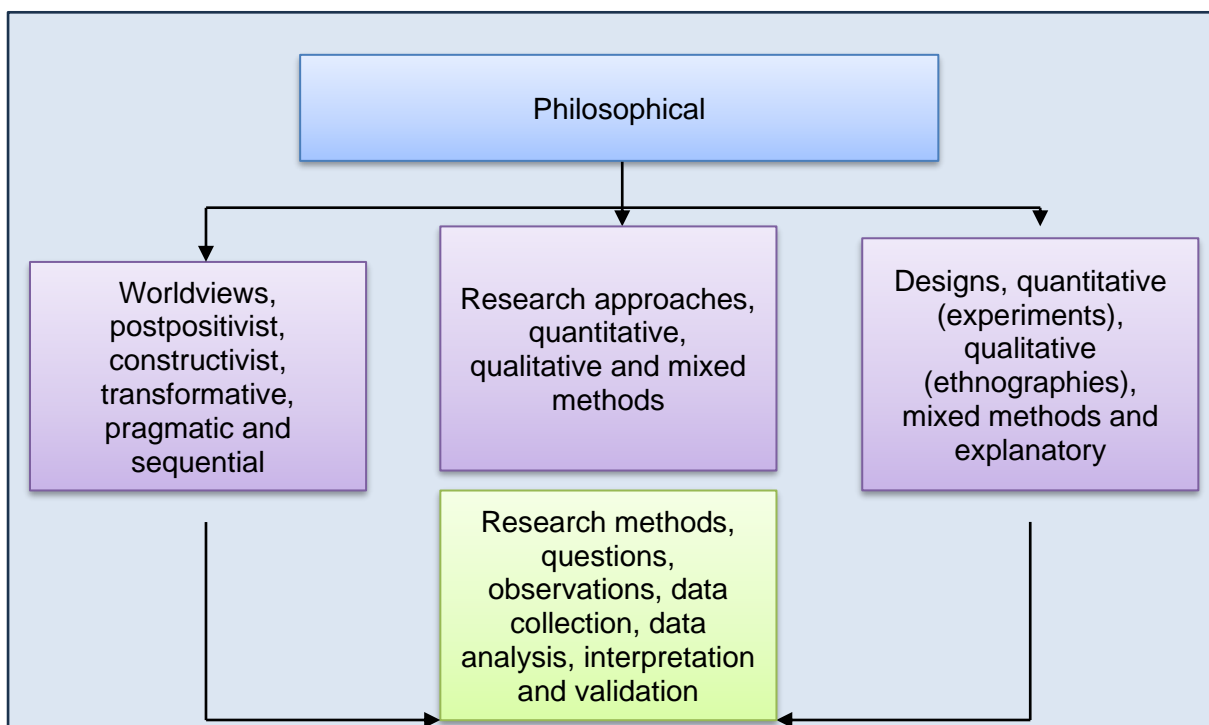 Philosophical
Worldviews,
postpositivist,
constructivist,
transformative,
pragmatic and
sequential
Research approaches,
quantitative,
qualitative and mixed
methods
Designs, quantitative
(experiments),
qualitative
(ethnographies),
mixed methods and
explanatory
Research methods,
questions,
observations, data
collection, data
analysis, interpretation
and validation